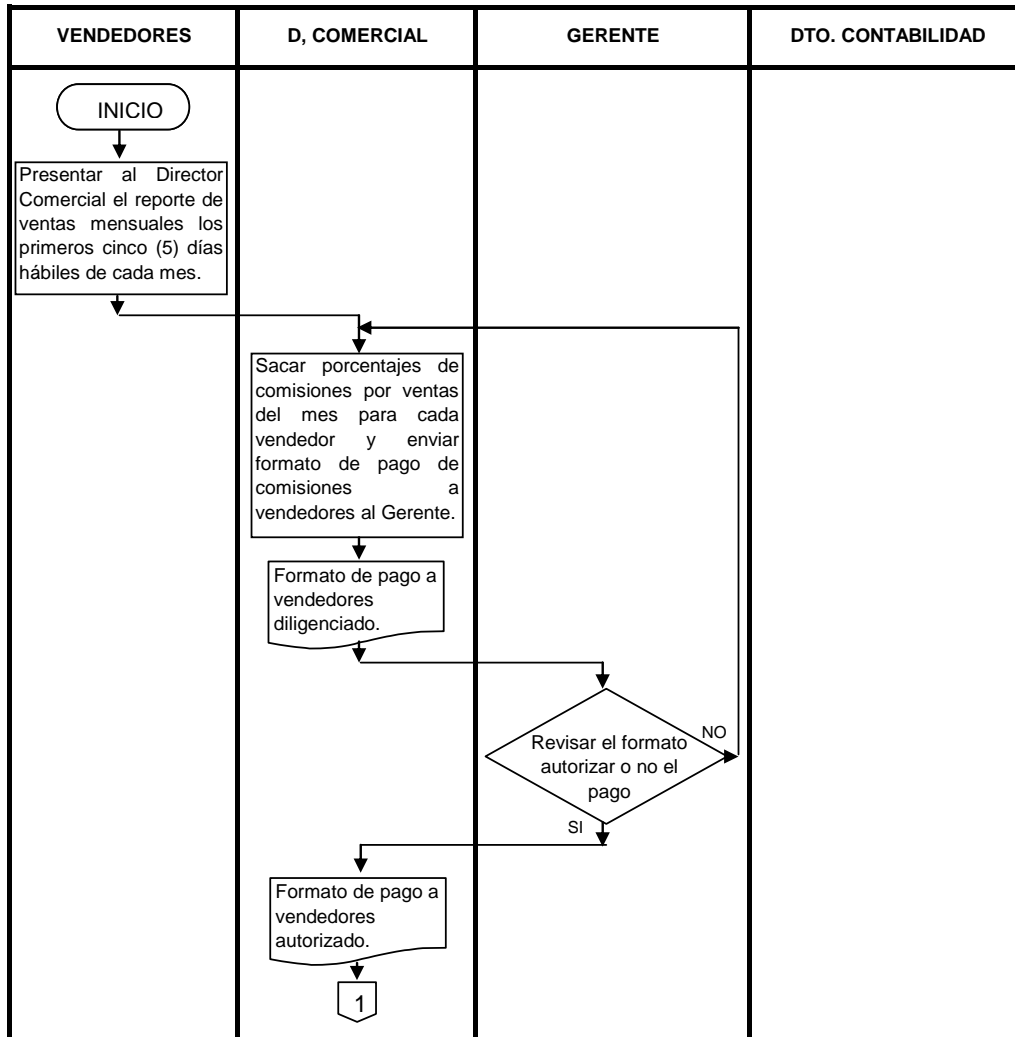 VENDEDORES
D, COMERCIAL
GERENTE
DTO. CONTABILIDAD
INICIO
Presentar al Director
Comercial el reporte de
ventas mensuales los
primeros cinco (5) días
hábiles de cada mes.
Sacar porcentajes de
comisiones por ventas
del mes para cada
vendedor y enviar
formato de pago de
comisiones a
vendedores al Gerente.
Formato de pago a
vendedores
diligenciado.
Revisar el formato
autorizar o no el
pago
NO
SI
Formato de pago a
vendedores
autorizado.
1